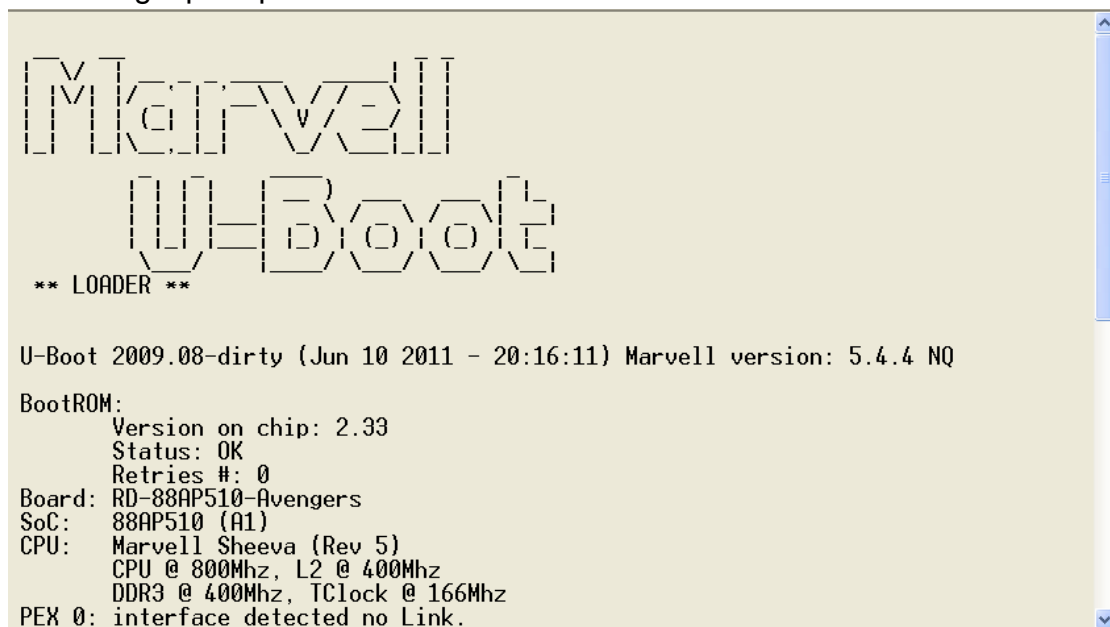 Marvell
U-Boot
** LOADER **
U-Boot 2009.08-dirty (Jun 10 2011 - 20:16:11) Marvell version: 5.4.4 NQ
BootROM:
Version on chip: 2.33
Status: OK
Retries #: 0
Board: RD-88AP510-Avengers
SoC: 88AP510 (A1)
CPU: Marvell Sheeva (Rev 5)
CPU @ 800Mhz, L2 @ 400Mhz
DDR3 @ 400Mhz, TClock @ 166Mhz
PEX 0: interface detected no Link.